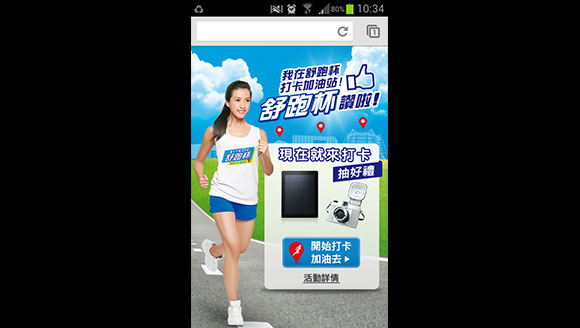 80% 10:34
1
我在舒跑杯
打卡加油站!
舒跑杯讚啦!
現在就來打卡
抽好禮
舒跑杯
開始打卡
加油去▶
活動詳情